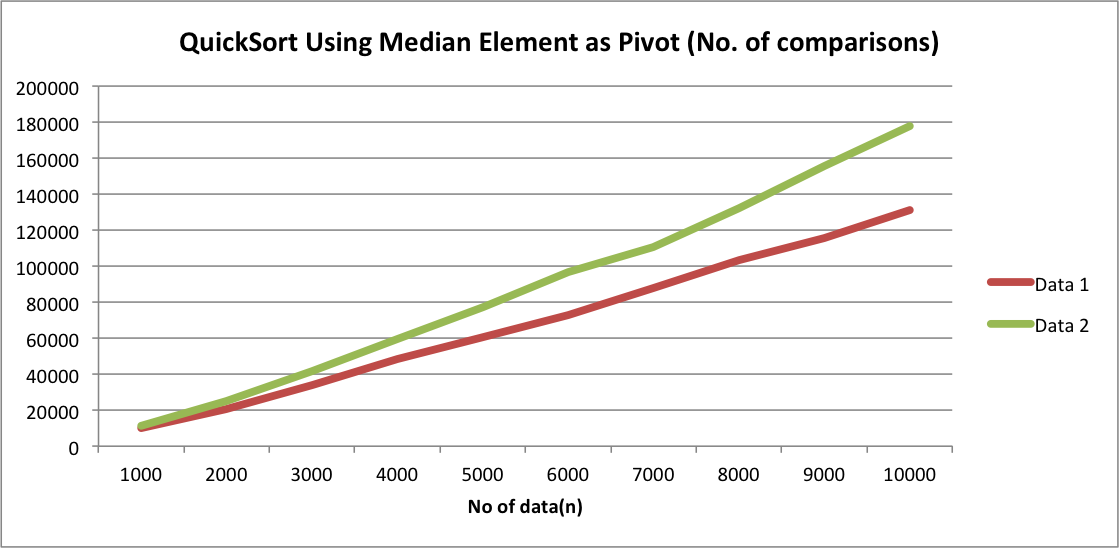 QuickSort Using Median Element as Pivot (No. of comparisons)
200000
180000
160000
140000
120000
100000
80000
60000
40000
20000
0
1000 2000 3000 4000 5000 6000 7000 8000 9000 10000
No of data(n)
Data 1
Data 2